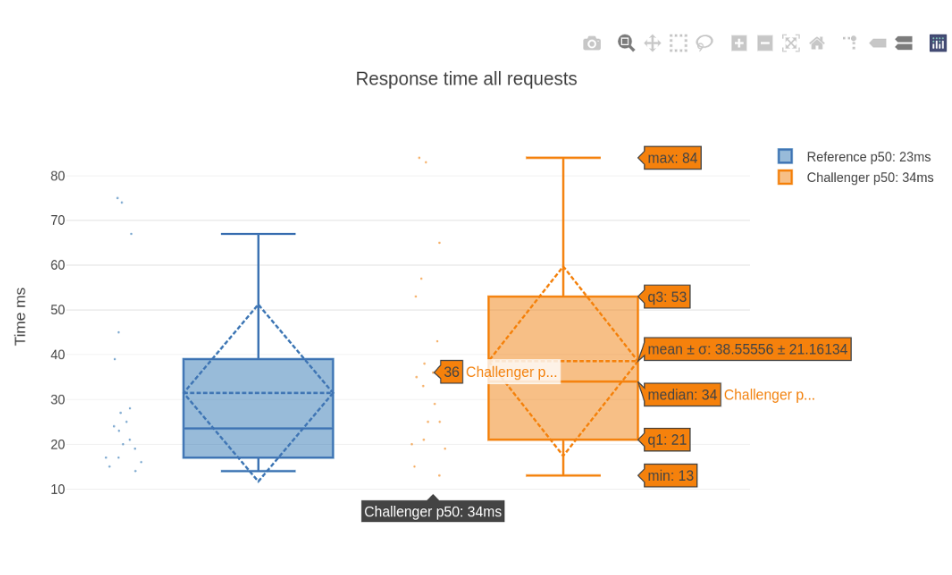 Response time all requests
Reference p50: 23ms
Challenger p50: 34ms
Time ms
80
70
60
50
40
30
20
10
max: 84
q3: 53
mean ± σ: 38.55556 ± 21.16134
36 Challenger p...
median: 34 Challenger p...
q1: 21
min: 13
Challenger p50: 34ms